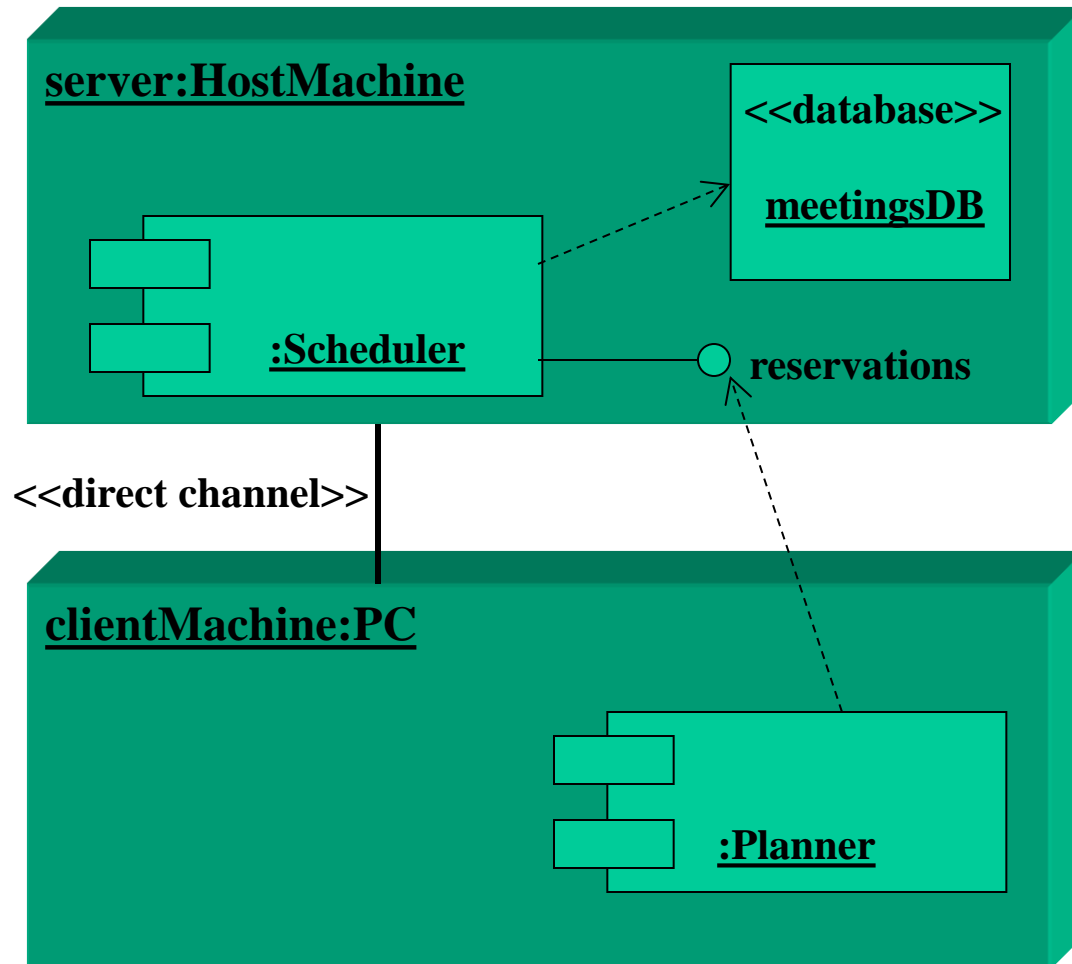 server:HostMachine
<<database>>
meetingsDB
:Scheduler
reservations
<<direct channel>>
clientMachine:PC
:Planner